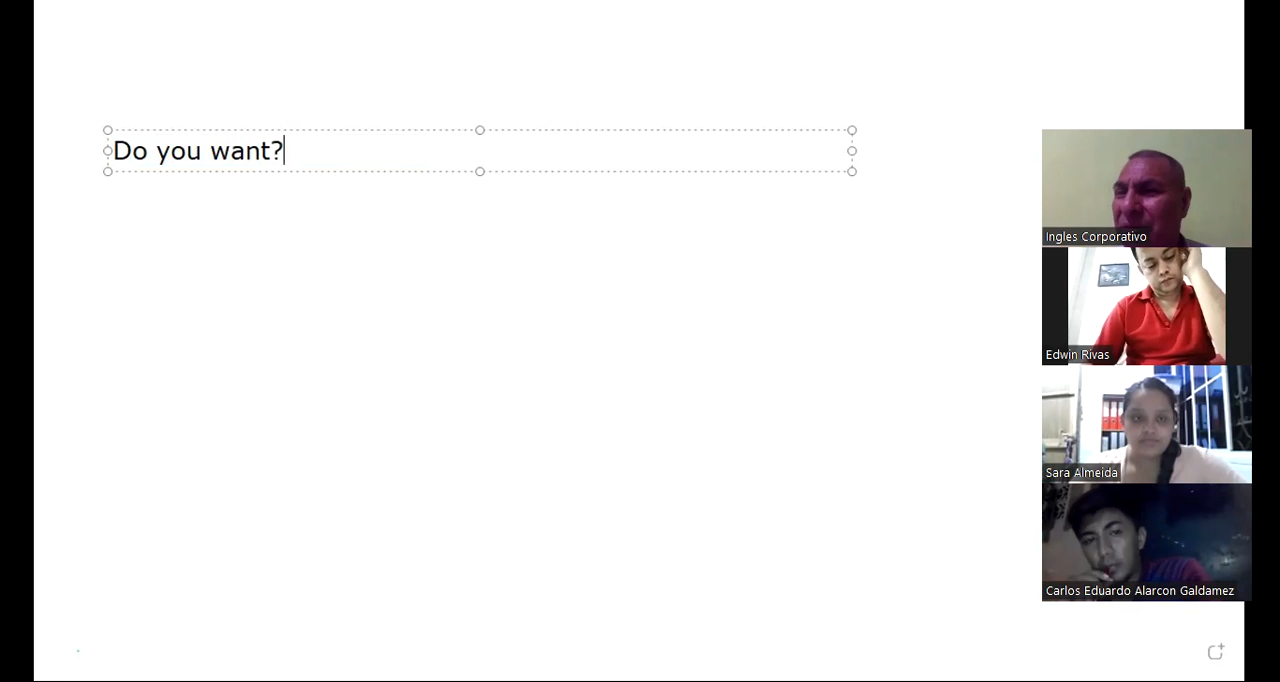 Do you want?
Ingles Corporativo
Edwin Rivas
Sara Almeida
Carlos Eduardo Alarcon Galdamez